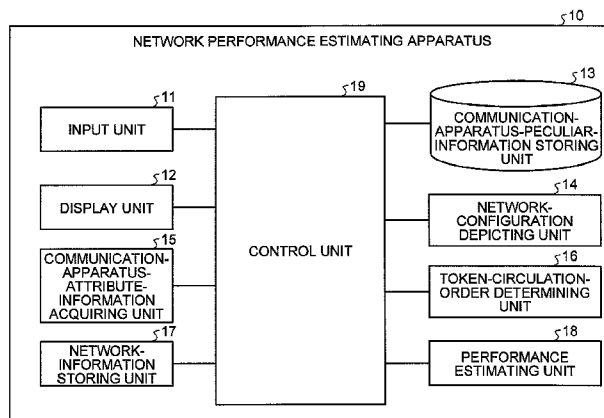 10
NETWORK PERFORMANCE ESTIMATING APPARATUS
11
INPUT UNIT
12
DISPLAY UNIT
15
COMMUNICATION-
APPARATUS-
ATTRIBUTE-
INFORMATION
ACQUIRING UNIT
17
NETWORK-
INFORMATION
STORING UNIT
19
CONTROL UNIT
13
COMMUNICATION-
APPARATUS-PECULIAR-
INFORMATION STORING
UNIT
14
NETWORK-
CONFIGURATION
DEPICTING UNIT
16
TOKEN-CIRCULATION-
ORDER DETERMINING
UNIT
18
PERFORMANCE
ESTIMATING UNIT